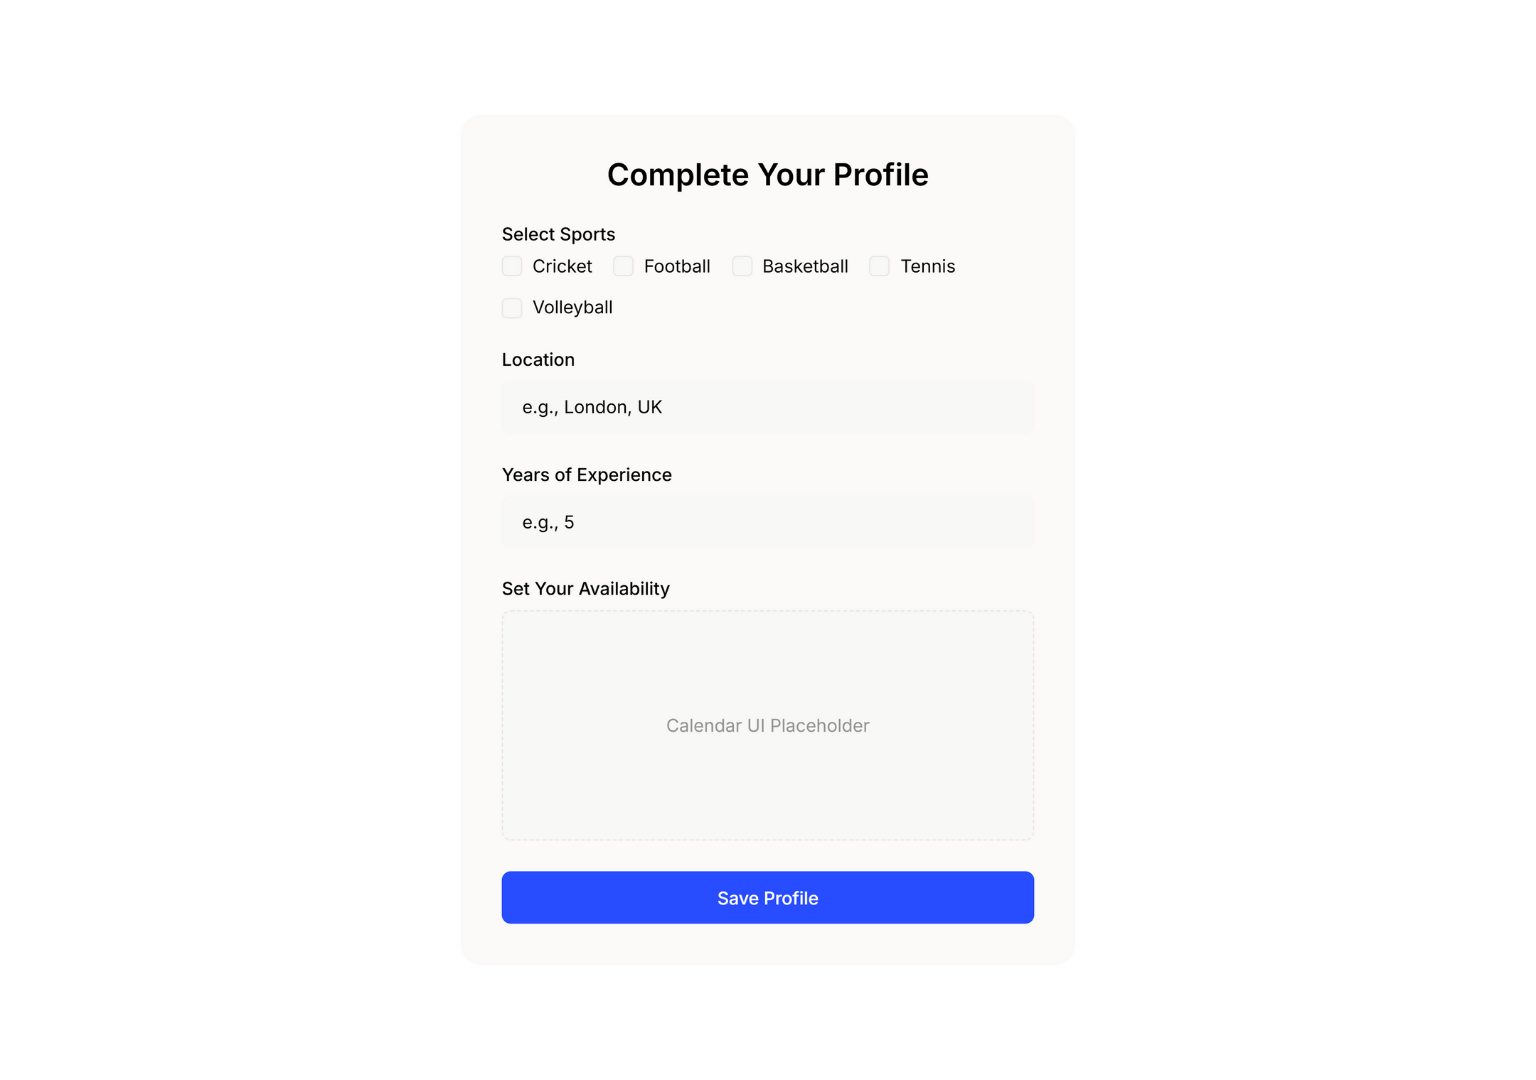 Complete Your Profile
Select Sports
Cricket Football Basketball Tennis
Volleyball
Location
e.g., London, UK
Years of Experience
e.g., 5
Set Your Availability
Calendar UI Placeholder
Save Profile